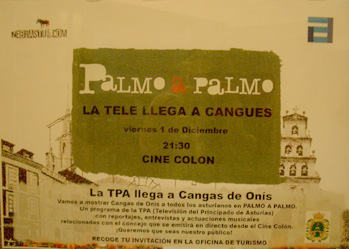 PALMO a PALMO
LA TELE LLEGA A CANGUES
viernes 1 de Diciembre
21:30
CINE COLON
La TPA llega a Cangas de Onís
Vamos a mostrar Cangas de Onís a todos los asturianos en PALMO A PALMO.
Un programa de la TPA (Televisión del Principado de Asturias)
con reportajes, entrevistas y actuaciones musicales
relacionados con el concejo que se emitirá en directo desde el Cine Colón.
¡Queremos que seas nuestro público!
RECOGE TU INVITACIÓN EN LA OFICINA DE TURISMO